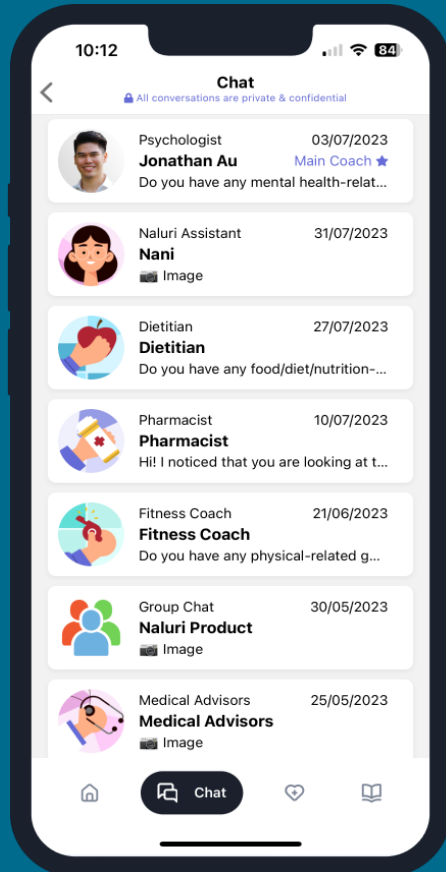 10:12
84
Chat
All conversations are private & confidential
Psychologist 03/07/2023
Jonathan Au Main Coach
Do you have any mental health-relat...
Naluri Assistant 31/07/2023
Nani
Image
Dietitian 27/07/2023
Dietitian
Do you have any food/diet/nutrition-...
Pharmacist 10/07/2023
Pharmacist
Hi! I noticed that you are looking at t...
Fitness Coach 21/06/2023
Fitness Coach
Do you have any physical-related g...
Group Chat 30/05/2023
Naluri Product
Image
Medical Advisors 25/05/2023
Medical Advisors
Image
Chat